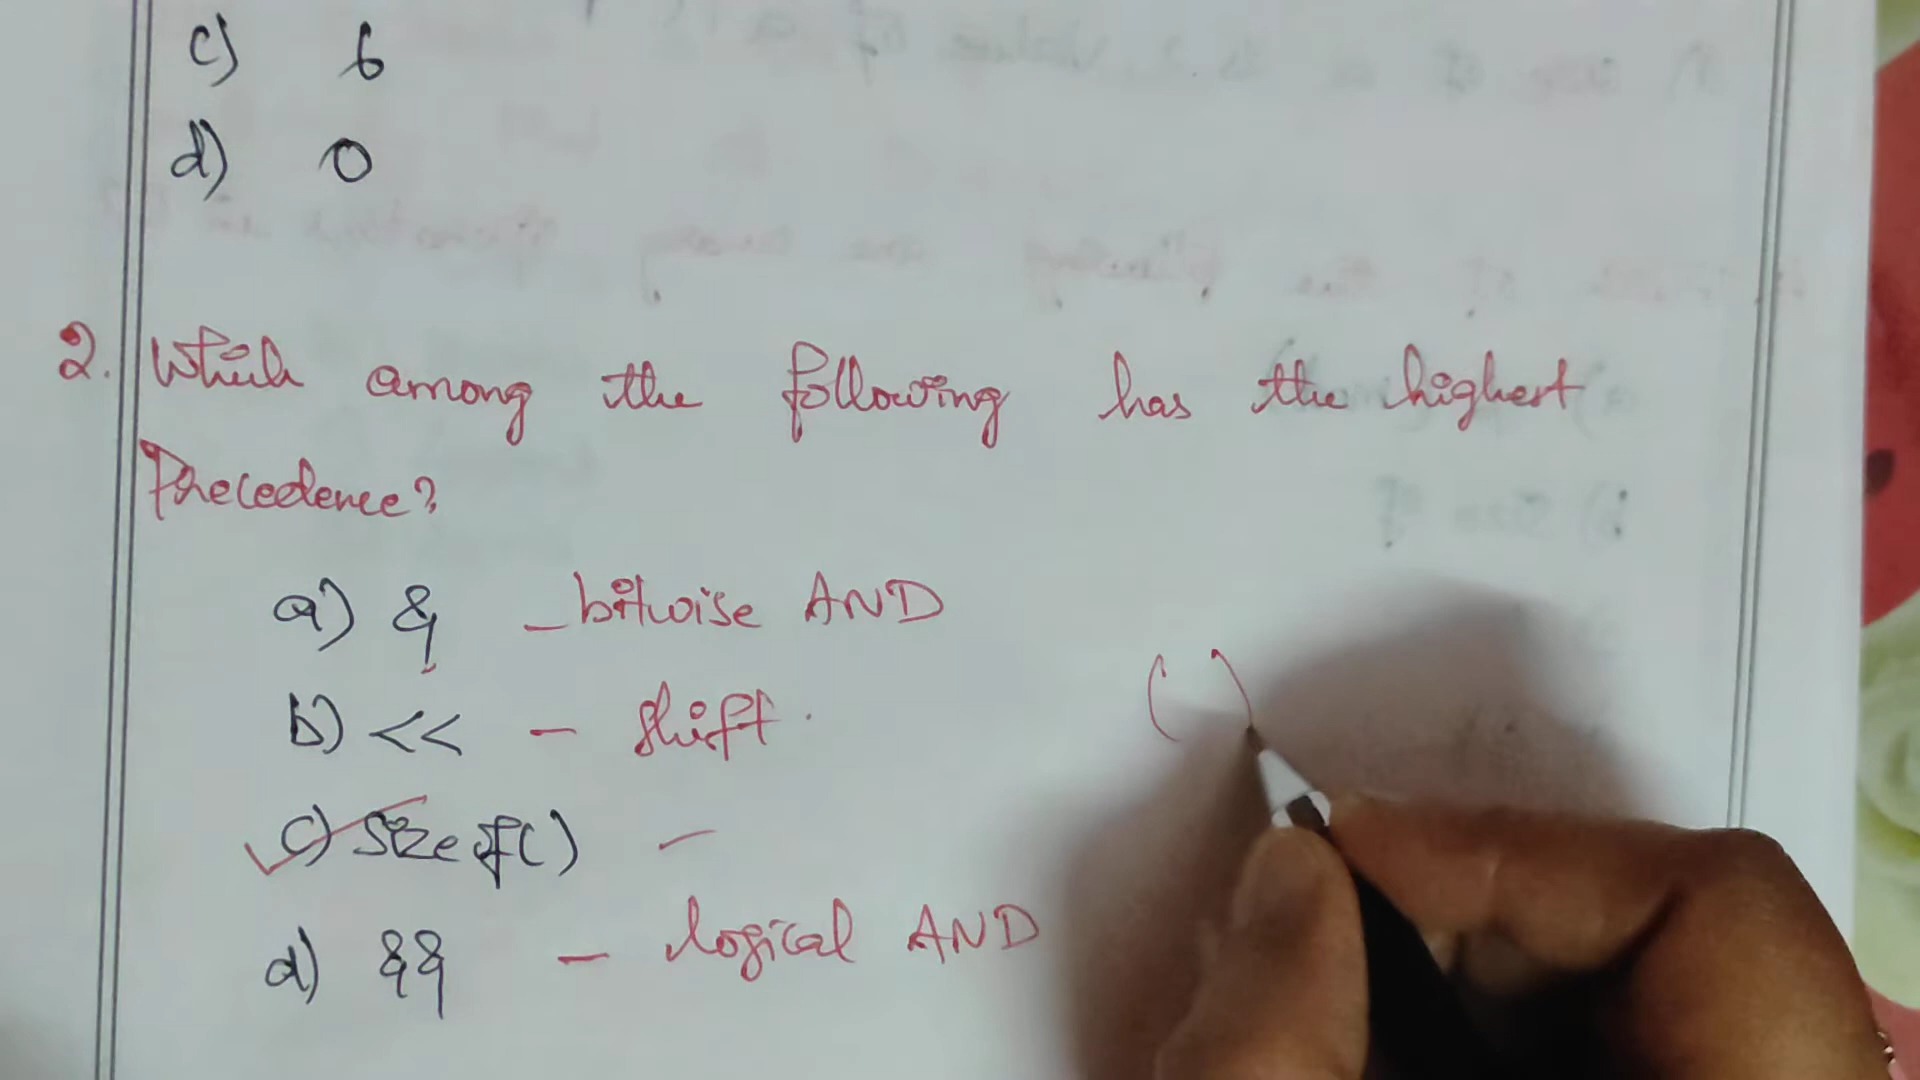 c) 6
d) 0
2. Which among the following has the highest
Precedence?
a) & - bitwise AND
b) << - shift.
c) Sizeof() -
d) && - logical AND
( )